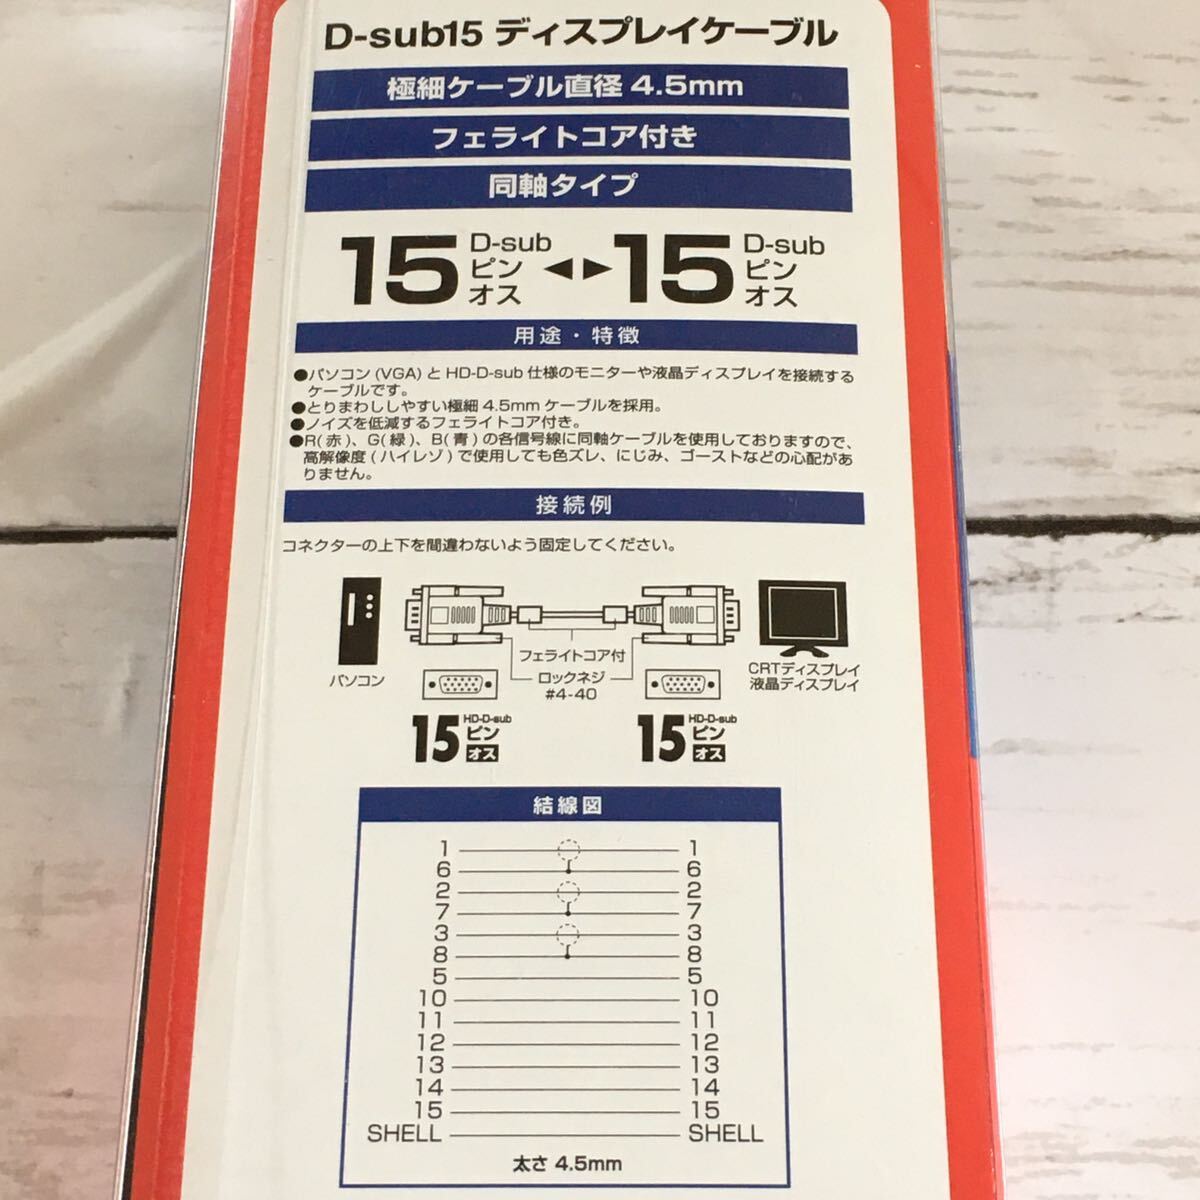 D-sub15 ディスプレイケーブル
極細ケーブル直径 4.5mm
フェライトコア付き
同軸タイプ
15 D-sub ピン オス ◀▶ 15 D-sub ピン オス
用途・特徴
●パソコン(VGA)とHD-D-sub 仕様のモニターや液晶ディスプレイを接続する
ケーブルです。
●とりまわししやすい極細 4.5mm ケーブルを採用。
●ノイズを低減するフェライトコア付き。
●R(赤)、G(緑)、B(青)の各信号線に同軸ケーブルを使用しておりますので、
高解像度(ハイレゾ)で使用しても色ズレ、にじみ、ゴーストなどの心配があ
りません。
接続例
コネクターの上下を間違わないよう固定してください。
パソコン
フェライトコア付
ロックネジ
#4-40
CRTディスプレイ
液晶ディスプレイ
15 HD-D-sub ピン オス
15 HD-D-sub ピン オス
結線図
1 1
6 6
2 2
7 7
3 3
8 8
5 5
10 10
11 11
12 12
13 13
14 14
15 15
SHELL SHELL
太さ 4.5mm